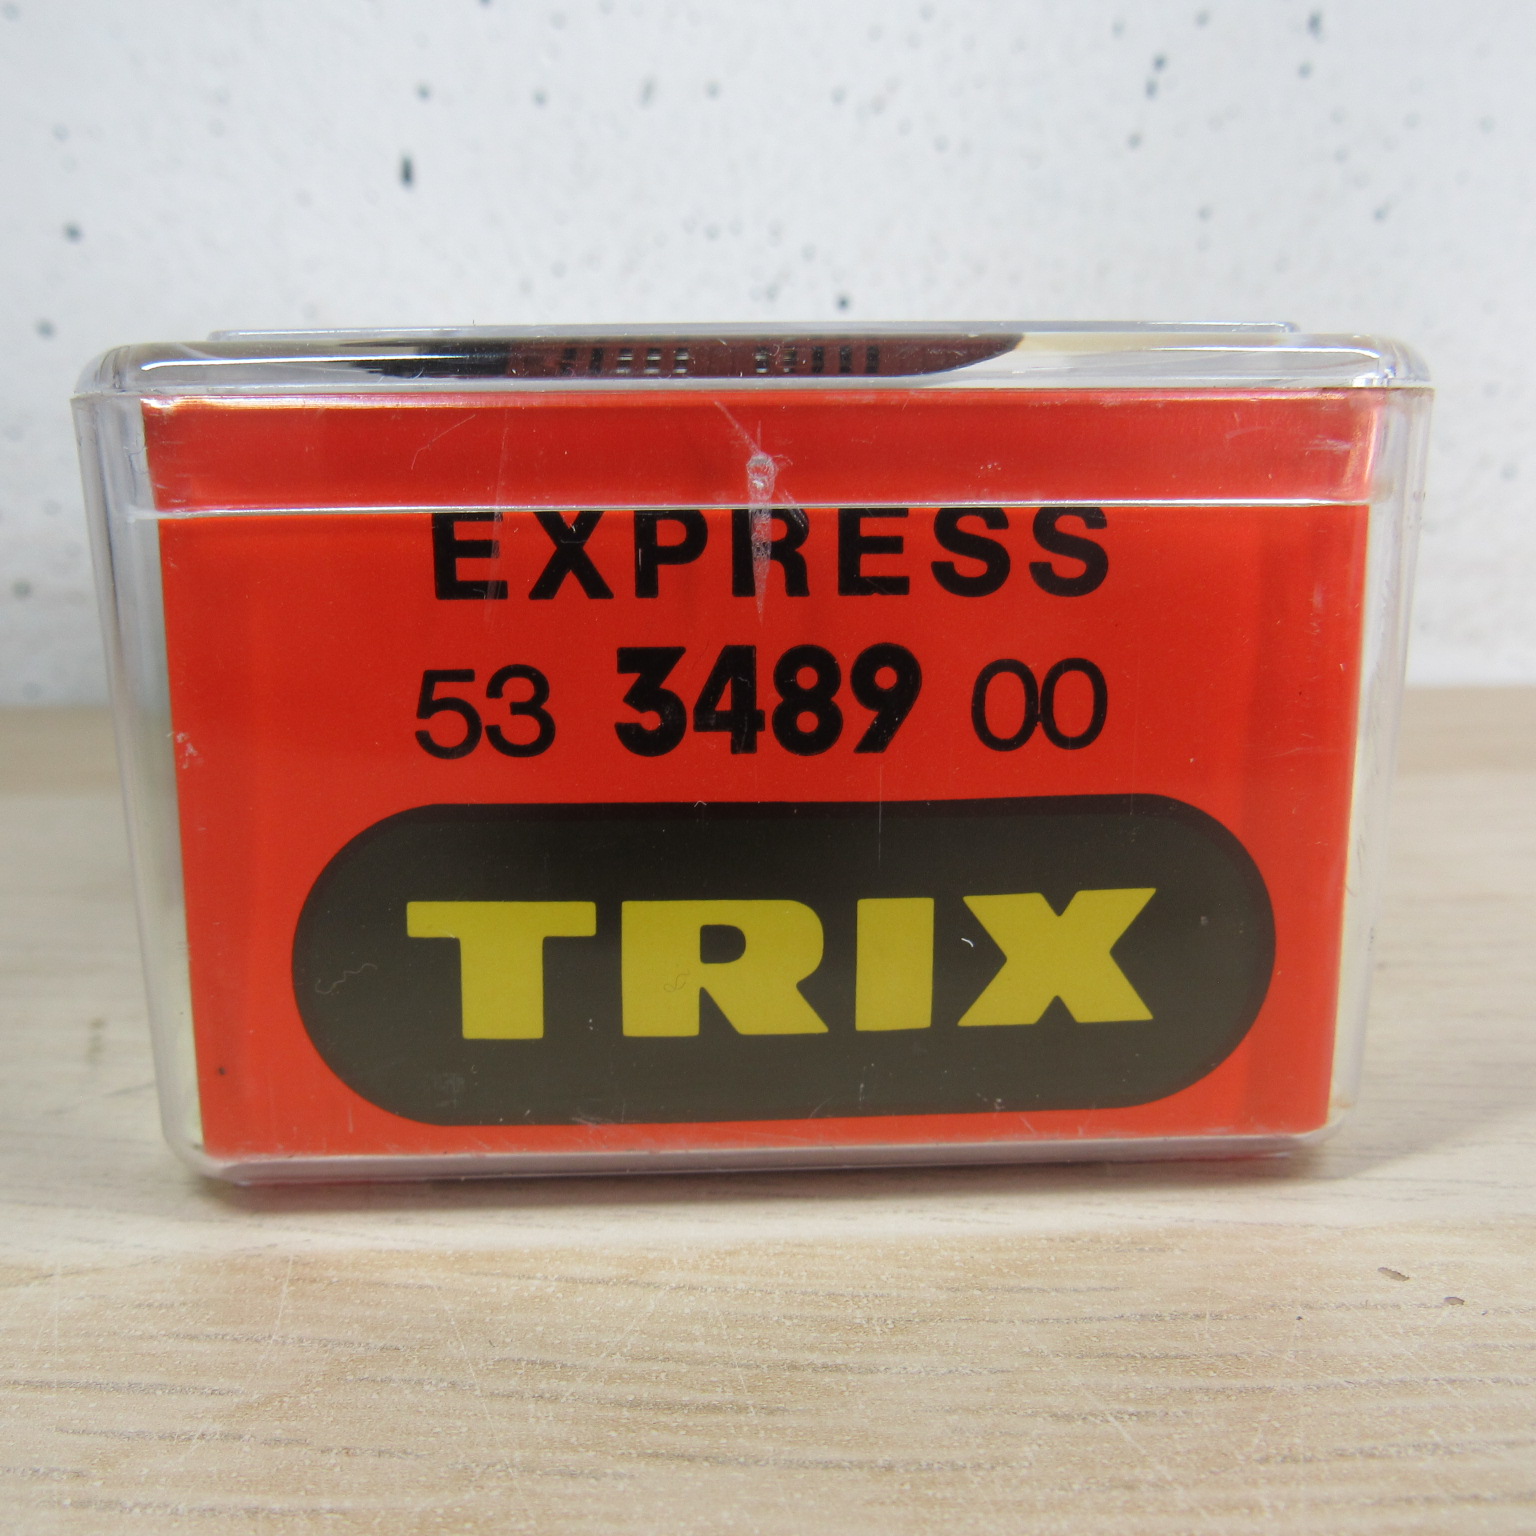 EXPRESS
53 3489 00
TRIX